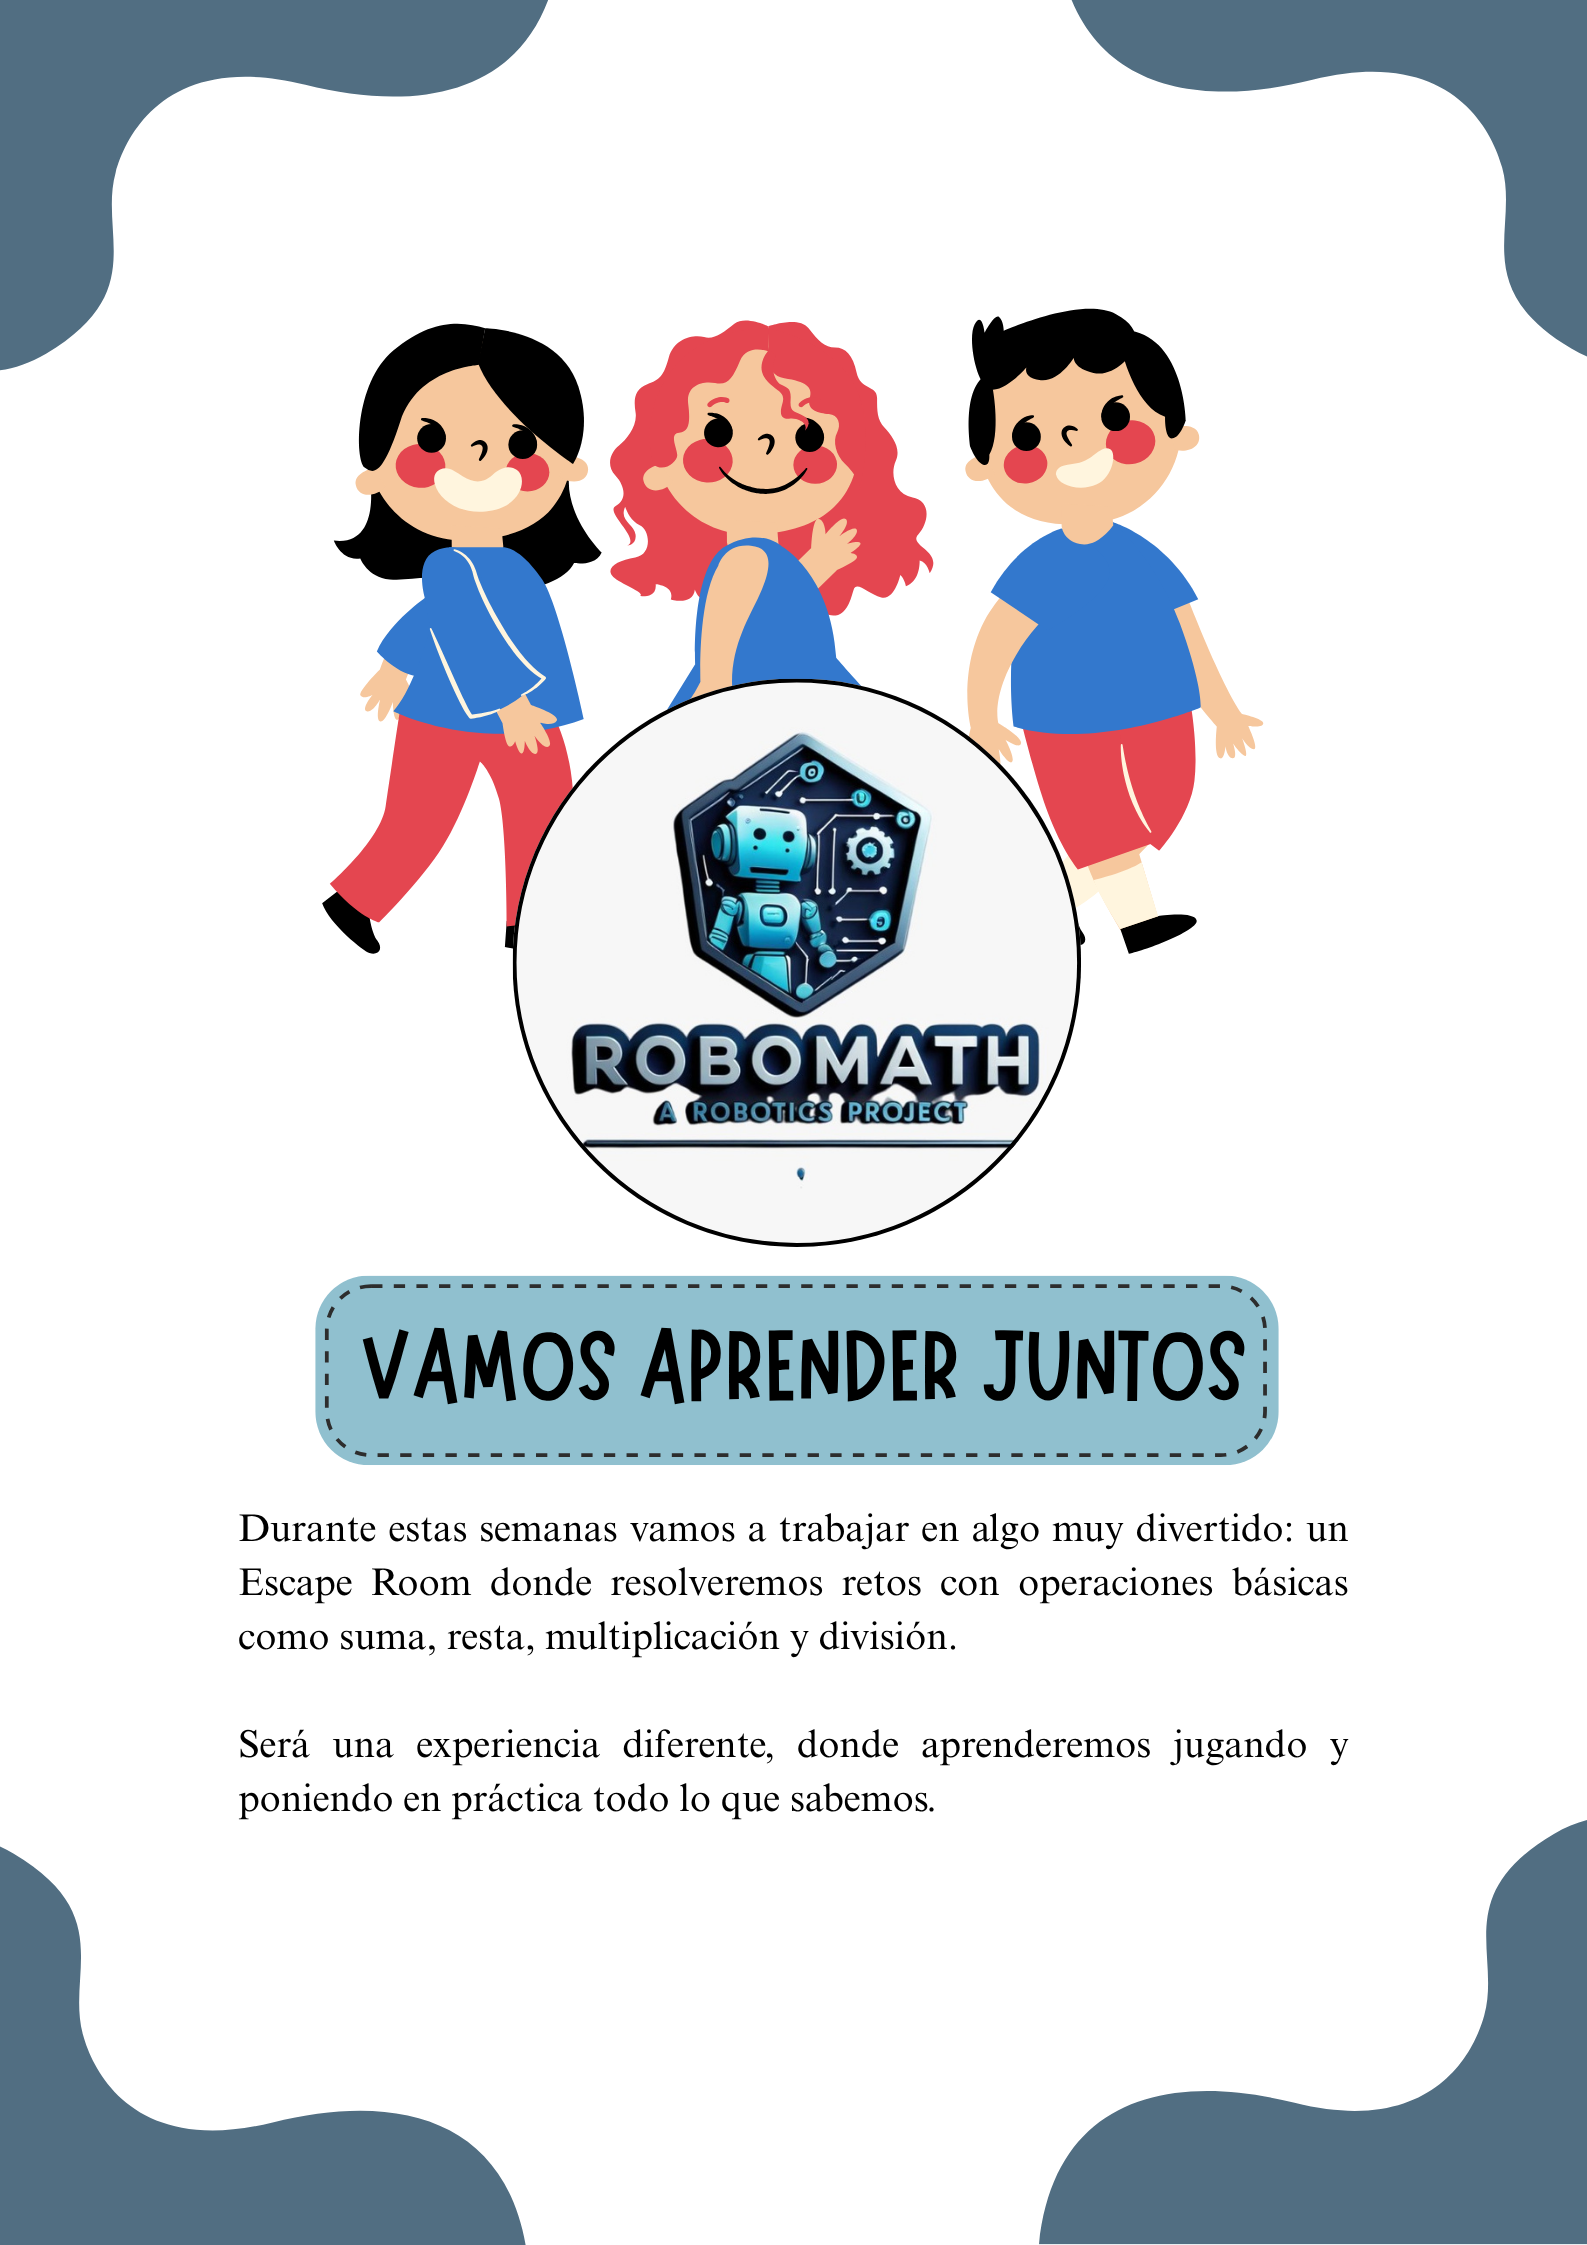 ROBOMATH
A ROBOTICS PROJECT
VAMOS APRENDER JUNTOS
Durante estas semanas vamos a trabajar en algo muy divertido: un
Escape Room donde resolveremos retos con operaciones básicas
como suma, resta, multiplicación y división.
Será una experiencia diferente, donde aprenderemos jugando y
poniendo en práctica todo lo que sabemos.